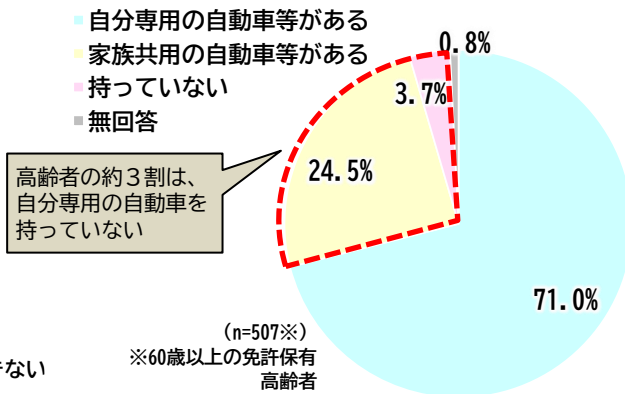 自分専用の自動車等がある
家族共用の自動車等がある
持っていない
無回答
0.8%
3.7%
24.5%
71.0%
高齢者の約３割は、
自分専用の自動車を
持っていない
(n=507※)
※60歳以上の免許保有
高齢者
ない